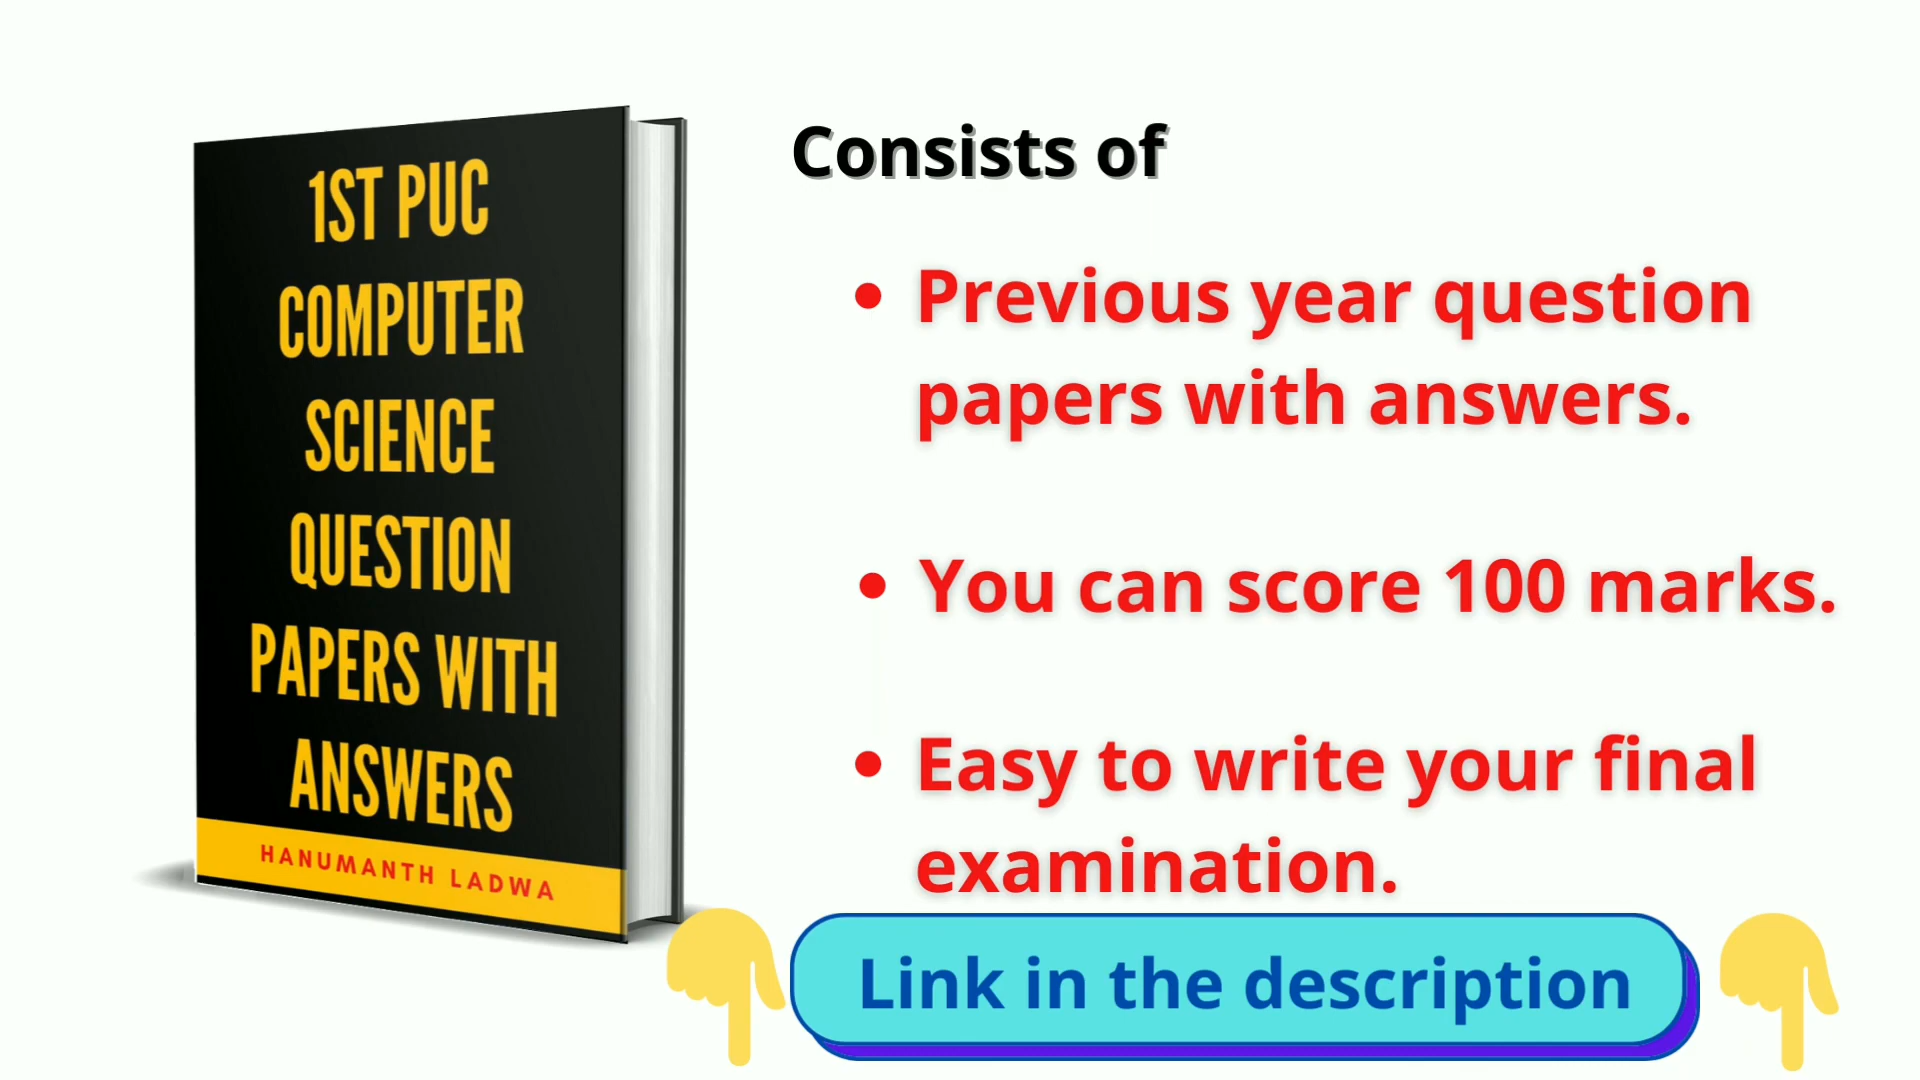 1ST PUC
COMPUTER
SCIENCE
QUESTION
PAPERS WITH
ANSWERS
HANUMANTH LADWA
Consists of
• Previous year question
papers with answers.
• You can score 100 marks.
• Easy to write your final
examination.
Link in the description